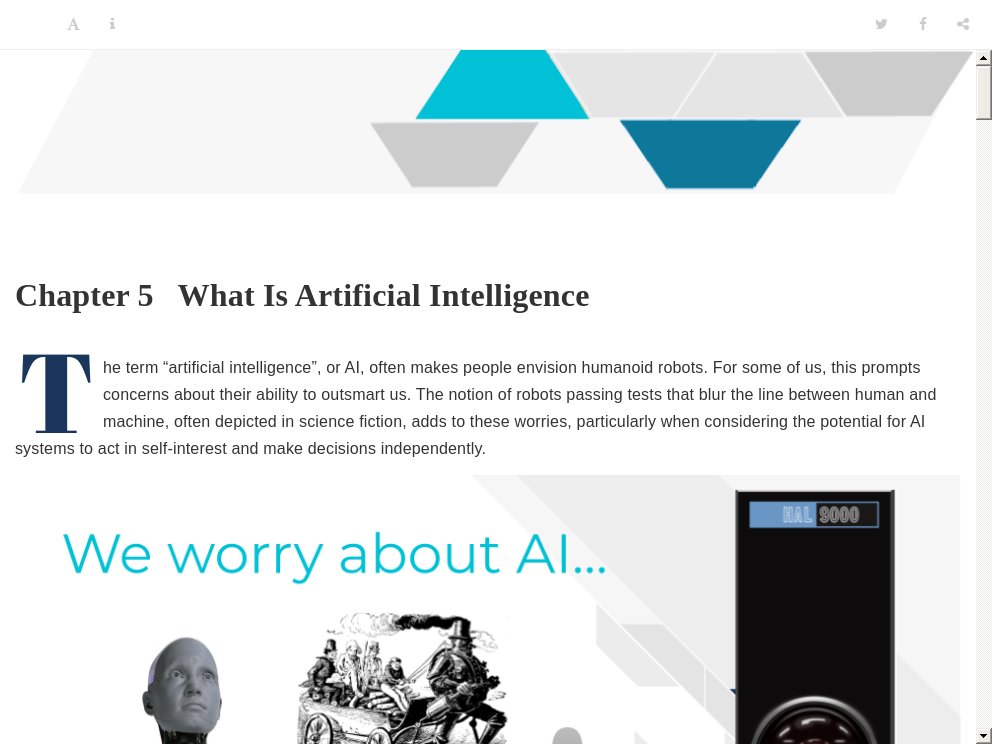 Chapter 5 What Is Artificial Intelligence
The term “artificial intelligence”, or AI, often makes people envision humanoid robots. For some of us, this prompts
concerns about their ability to outsmart us. The notion of robots passing tests that blur the line between human and
machine, often depicted in science fiction, adds to these worries, particularly when considering the potential for AI
systems to act in self-interest and make decisions independently.
We worry about AI...
HAL 9000